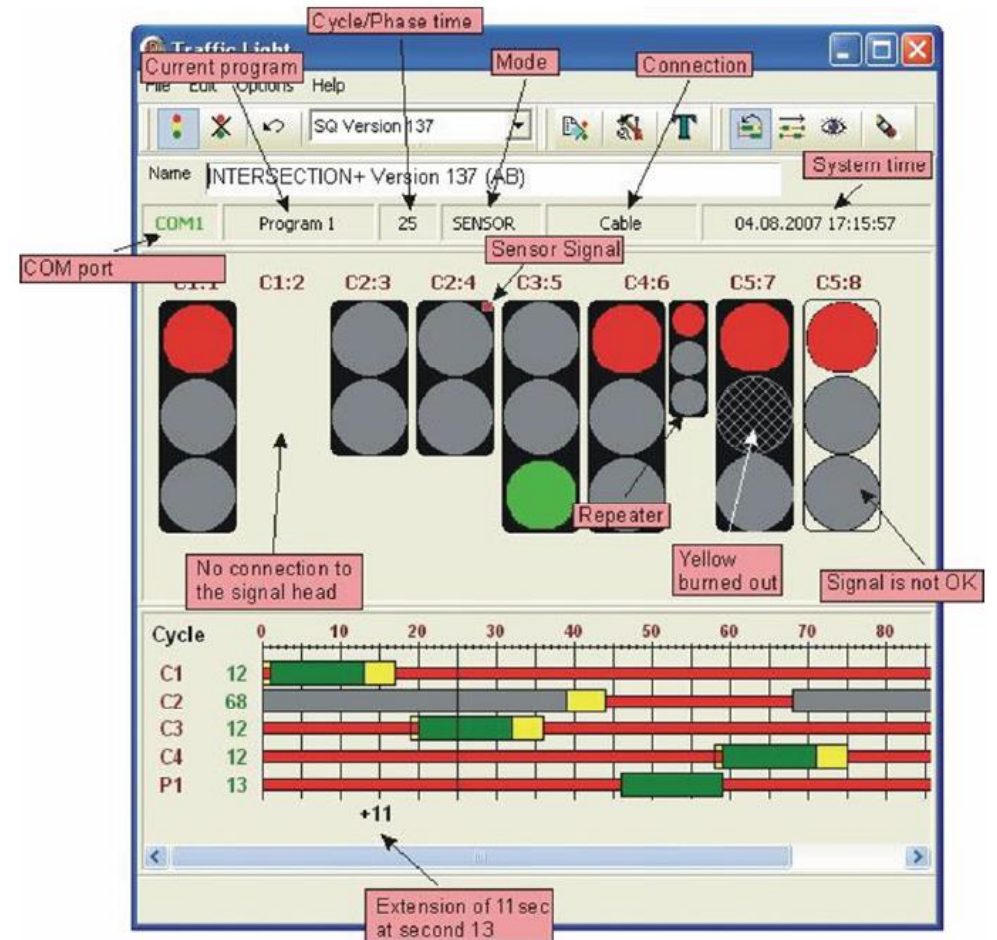 Cycle/Phase time
Traffic Light
Current program
Mode
Connection
File Edit Options Help
SQ Version 137
System time
Name INTERSECTION+ Version 137 (AB)
COM1 Program 1 25 SENSOR Cable 04.08.2007 17:15:57
Sensor Signal
COM port
C1:1 C1:2 C2:3 C2:4 C3:5 C4:6 C5:7 C5:8
Repeater
No connection to
the signal head
Yellow
burned out
Signal is not OK
Cycle 0 10 20 30 40 50 60 70 80
C1 12
C2 68
C3 12
C4 12
P1 13
+11
Extension of 11 sec
at second 13